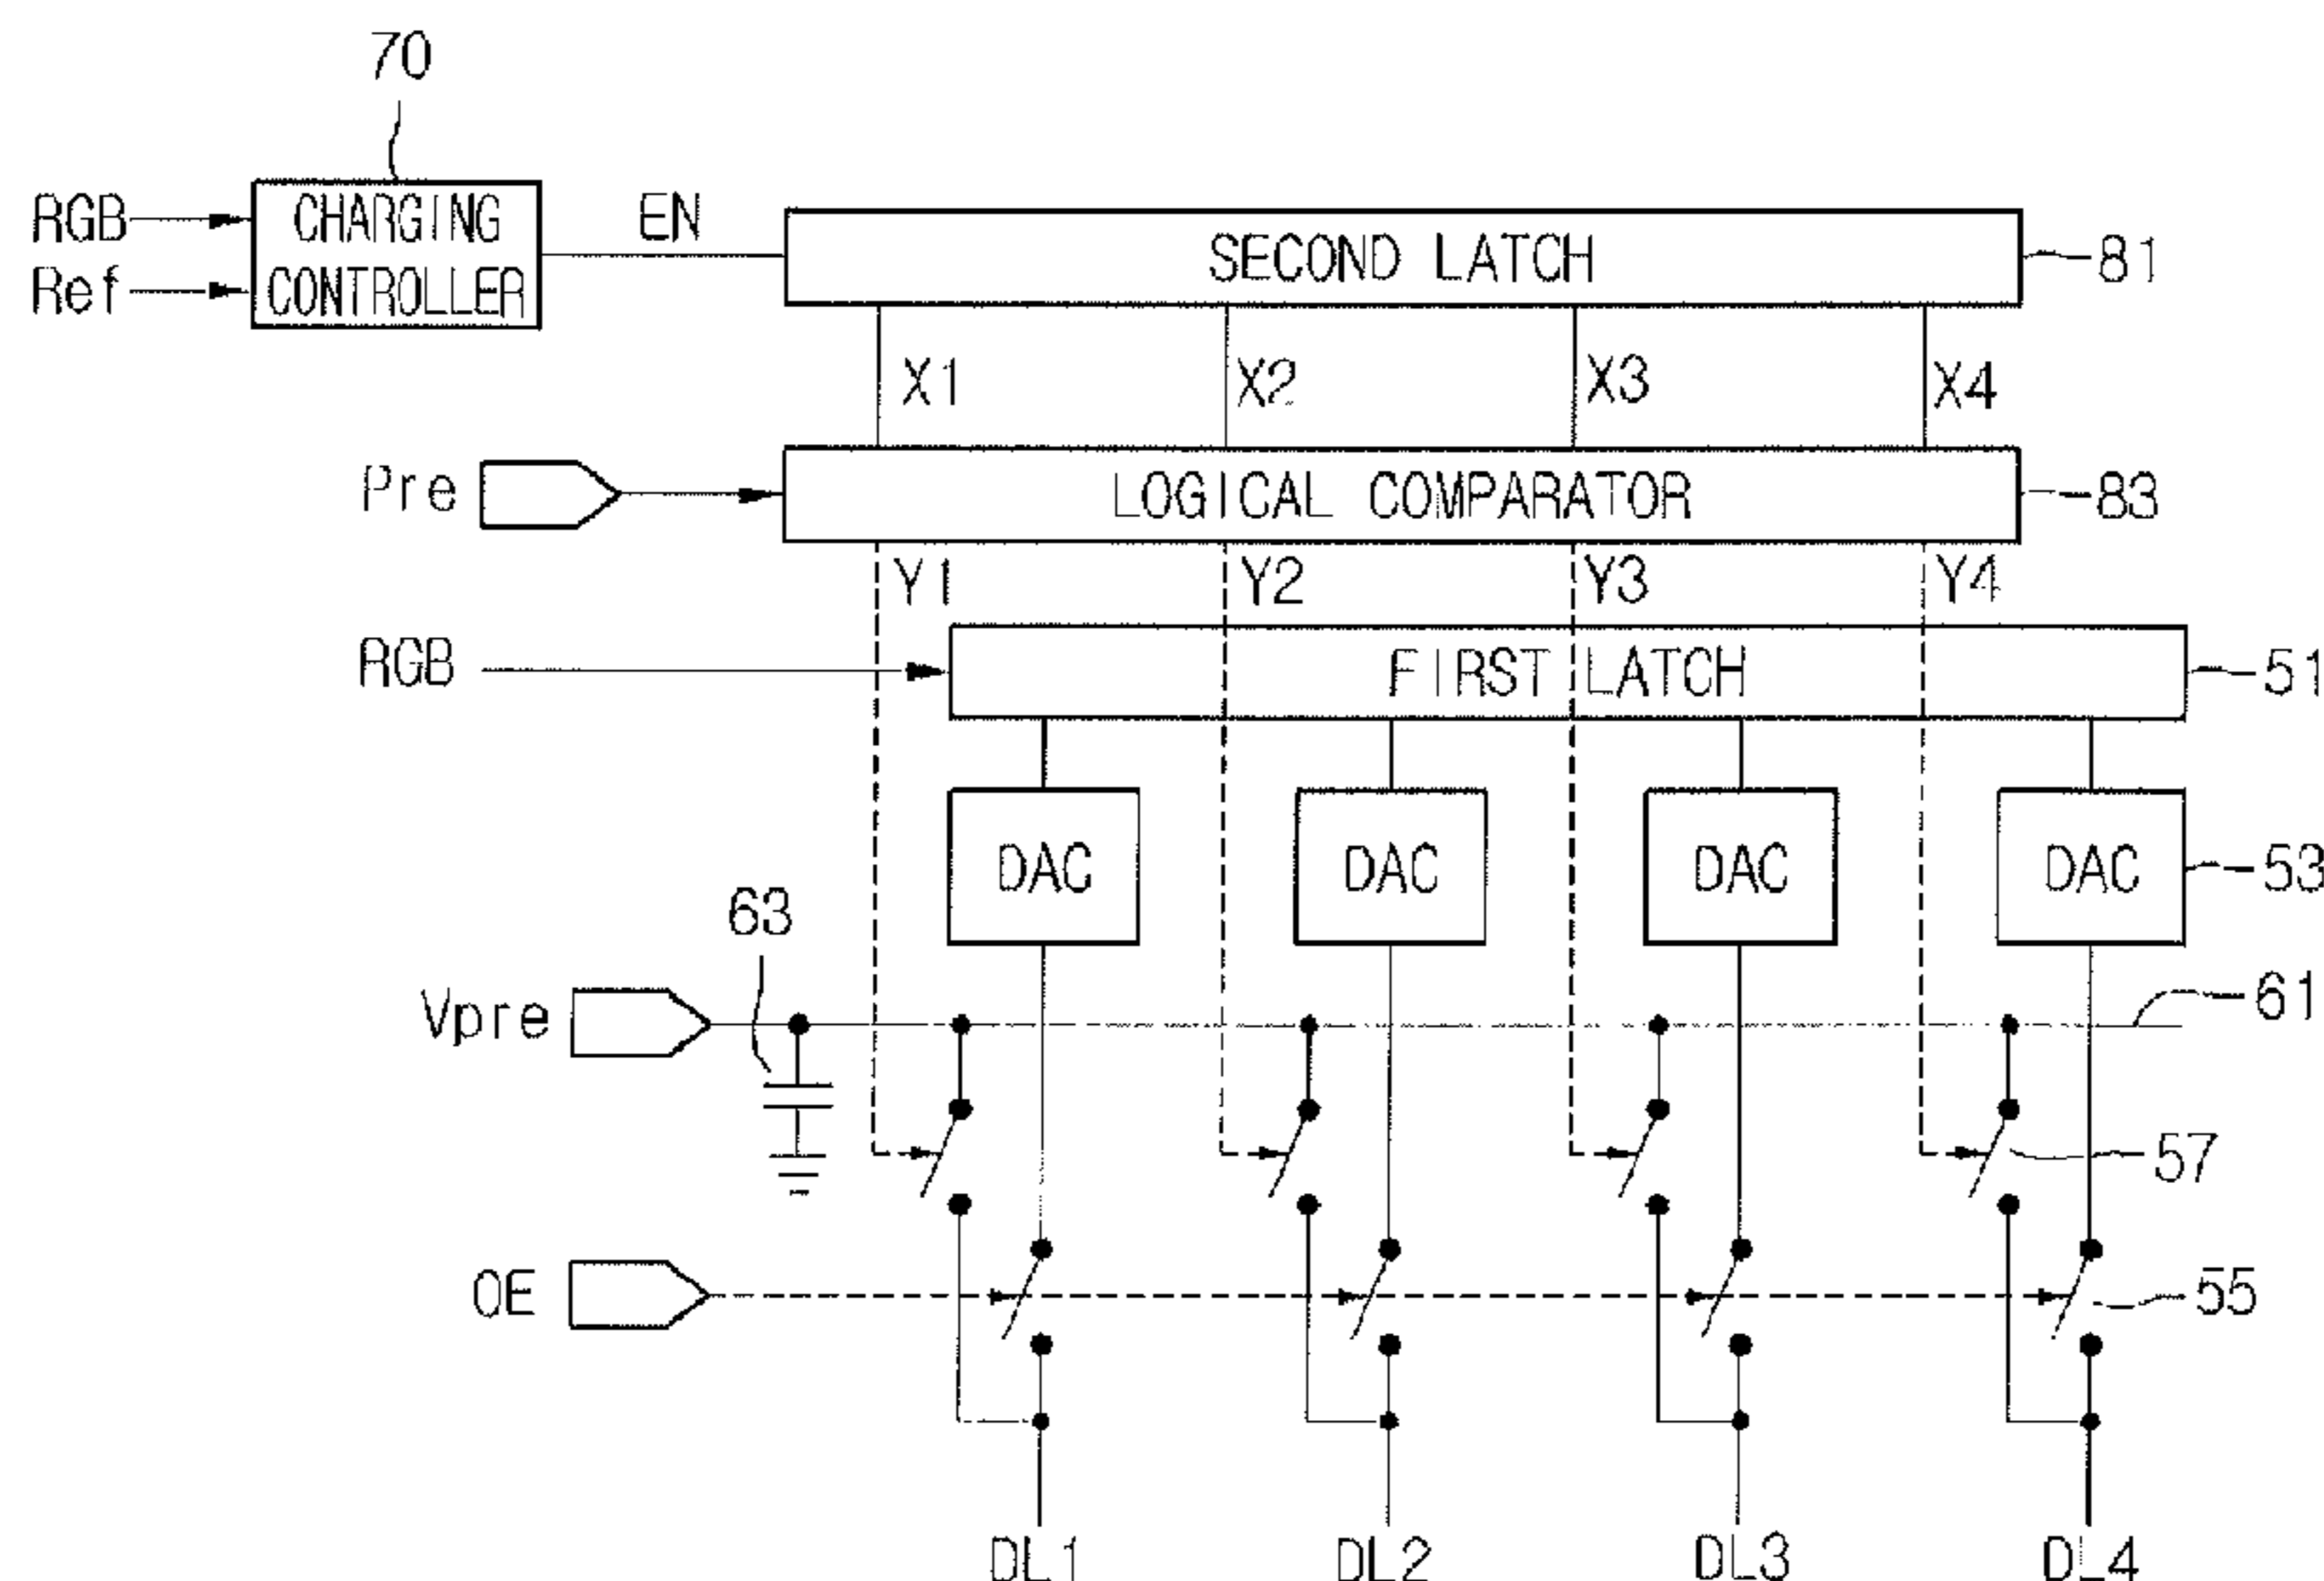 70
RGB
CHARGING
EN
Ref
CONTROLLER
SECOND LATCH
81
X1
X2
X3
X4
Pre
LOGICAL COMPARATOR
83
Y1
Y2
Y3
Y4
RGB
FIRST LATCH
51
DAC
DAC
DAC
DAC
53
63
Vpre
61
57
OE
55
DL1
DL2
DL3
DL4